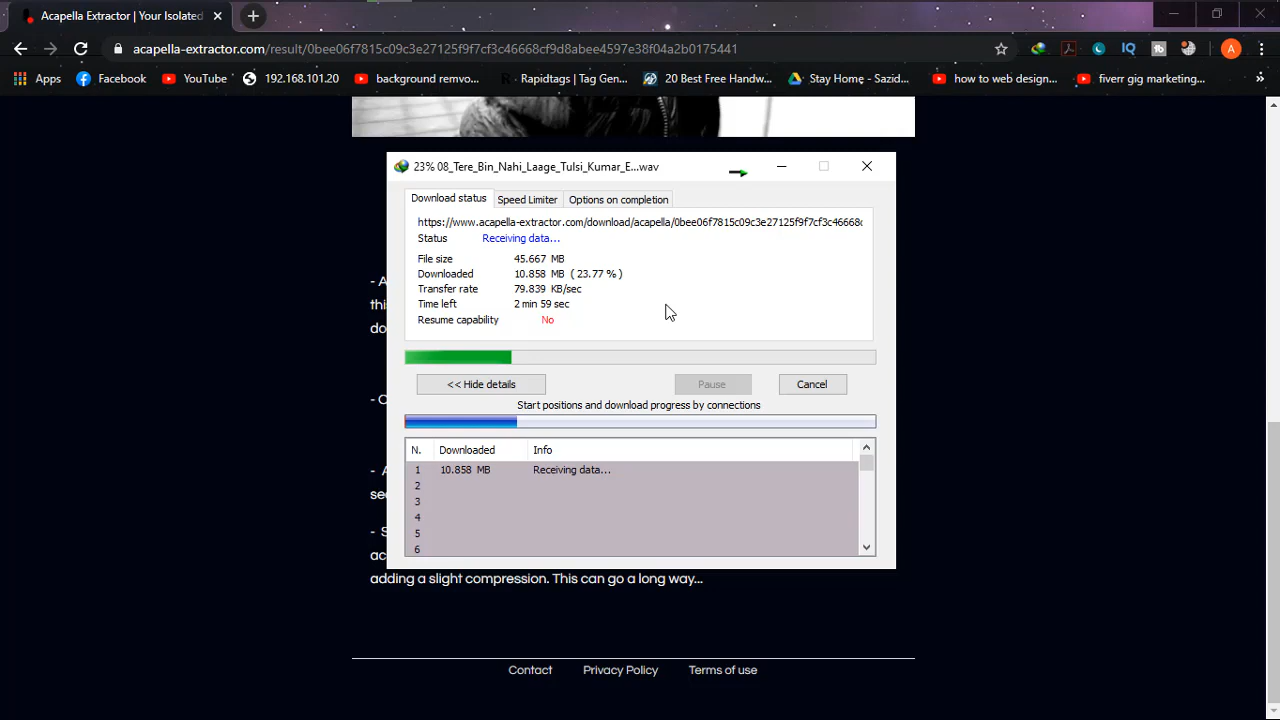 Acapella Extractor | Your Isolated
acapella-extractor.com/result/0bee06f7815c09c3e27125f9f7cf3c46668cf9d8abee4597e38f04a2b0175441
IQ
A
Apps
Facebook
YouTube
192.168.101.20
background remvo...
Rapidtags | Tag Gen...
20 Best Free Handw...
Stay Home - Sazid...
how to web design...
fiverr gig marketing...
»
23% 08_Tere_Bin_Nahi_Laage_Tulsi_Kumar_E...wav
Download status
Speed Limiter
Options on completion
https://www.acapella-extractor.com/download/acapella/0bee06f7815c09c3e27125f9f7cf3c46668c
Status Receiving data...
File size 45.667 MB
Downloaded 10.858 MB ( 23.77 % )
Transfer rate 79.839 KB/sec
Time left 2 min 59 sec
Resume capability No
<< Hide details
Pause
Cancel
Start positions and download progress by connections
N. Downloaded Info
1 10.858 MB Receiving data...
2
3
4
5
6
- A
this
do
- C
- A
se
- S
ac
adding a slight compression. This can go a long way...
Contact
Privacy Policy
Terms of use